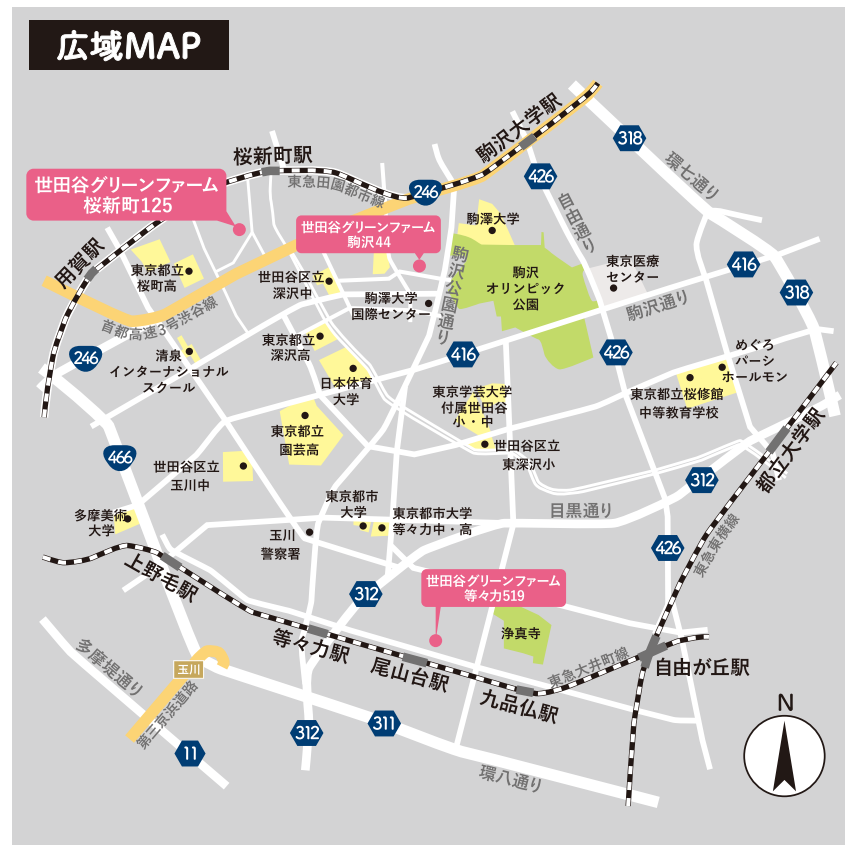 広域MAP
駒沢大学駅
318
桜新町駅
環七通り
世田谷グリーンファーム
桜新町125
東急田園都市線
246
426
自由通り
駒澤大学
世田谷グリーンファーム
駒沢44
用賀駅
東京都立
桜町高
駒沢公園通り
駒沢
オリンピック
公園
東京医療
センター
416
318
世田谷区立
深沢中
駒澤大学
国際センター
駒沢通り
首都高速3号渋谷線
246
清泉
インターナショナル
スクール
東京都立
深沢高
416
426
めぐろ
パーシ
ホールモン
日本体育
大学
東京学芸大学
付属世田谷
小・中
東京都立桜修館
中等教育学校
東京都立
園芸高
世田谷区立
東深沢小
都立大学駅
466
世田谷区立
玉川中
312
多摩美術
大学
東京都市
大学
東京都市大学
等々力中・高
目黒通り
玉川
警察署
426
東急東横線
上野毛駅
312
世田谷グリーンファーム
等々力519
浄真寺
等々力駅
尾山台駅
九品仏駅
東急大井町線
自由が丘駅
多摩堤通り
玉川
第三京浜道路
311
312
11
環八通り
N